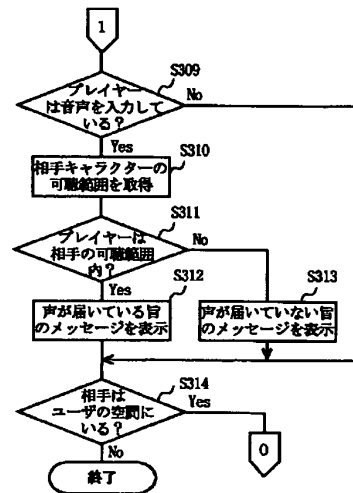 1
S309
プレイヤー
は音声を入力して
いる？
No
Yes
S310
相手キャラクターの
可聴範囲を取得
S311
プレイヤーは
相手の可聴範囲
内？
No
Yes
S312
声が届いている旨
のメッセージを表示
S313
声が届いていない旨
のメッセージを表示
S314
相手は
ユーザの空間に
いる？
Yes
No
0
終了